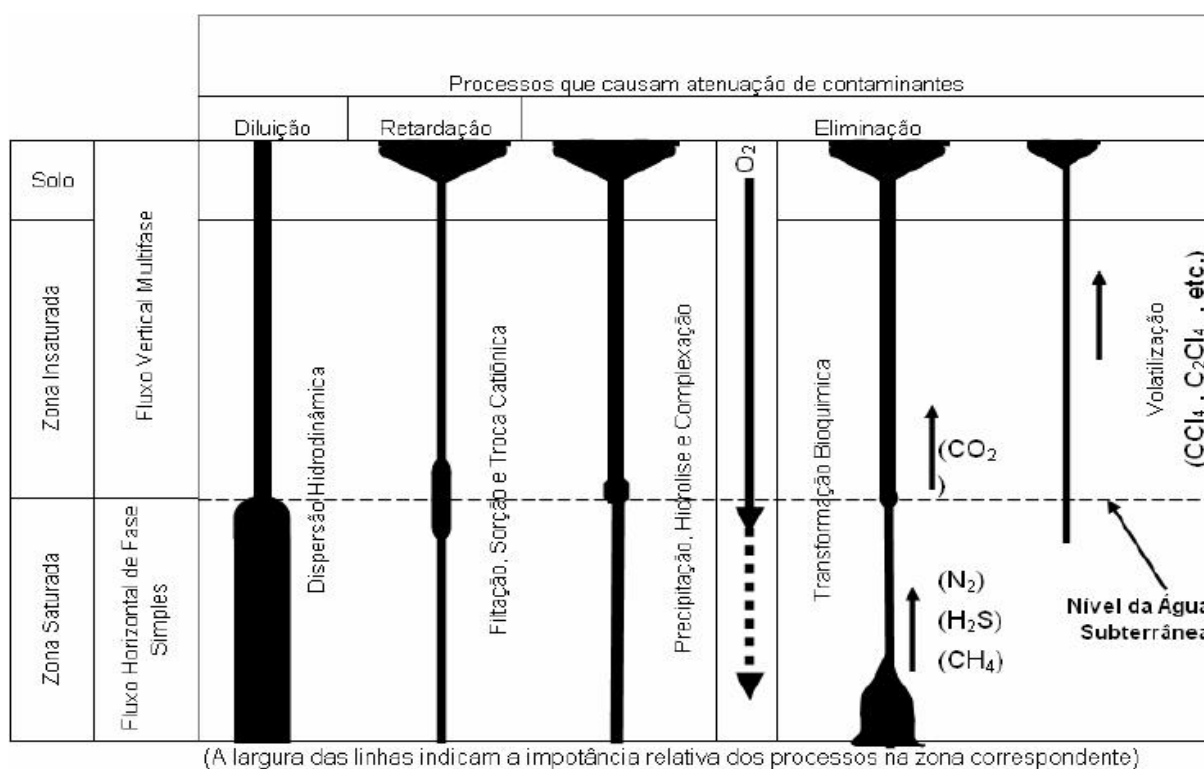 Processos que causam atenuação de contaminantes
Diluição
Retardação
Eliminação
Solo
Zona Insaturada
Zona Saturada
Fluxo Vertical Multifase
Fluxo Horizontal de Fase
Simples
Dispersão Hidrodinâmica
Filtação, Sorção e Troca Catiônica
Precipitação, Hidrolise e Complexação
O₂
Transformação Bioquimica
(CO₂
)
(N₂)
(H₂S)
(CH₄)
Volatilização
(CCl₄ , C₂Cl₄ , etc.)
Nível da Água
Subterrânea
(A largura das linhas indicam a impotância relativa dos processos na zona correspondente)